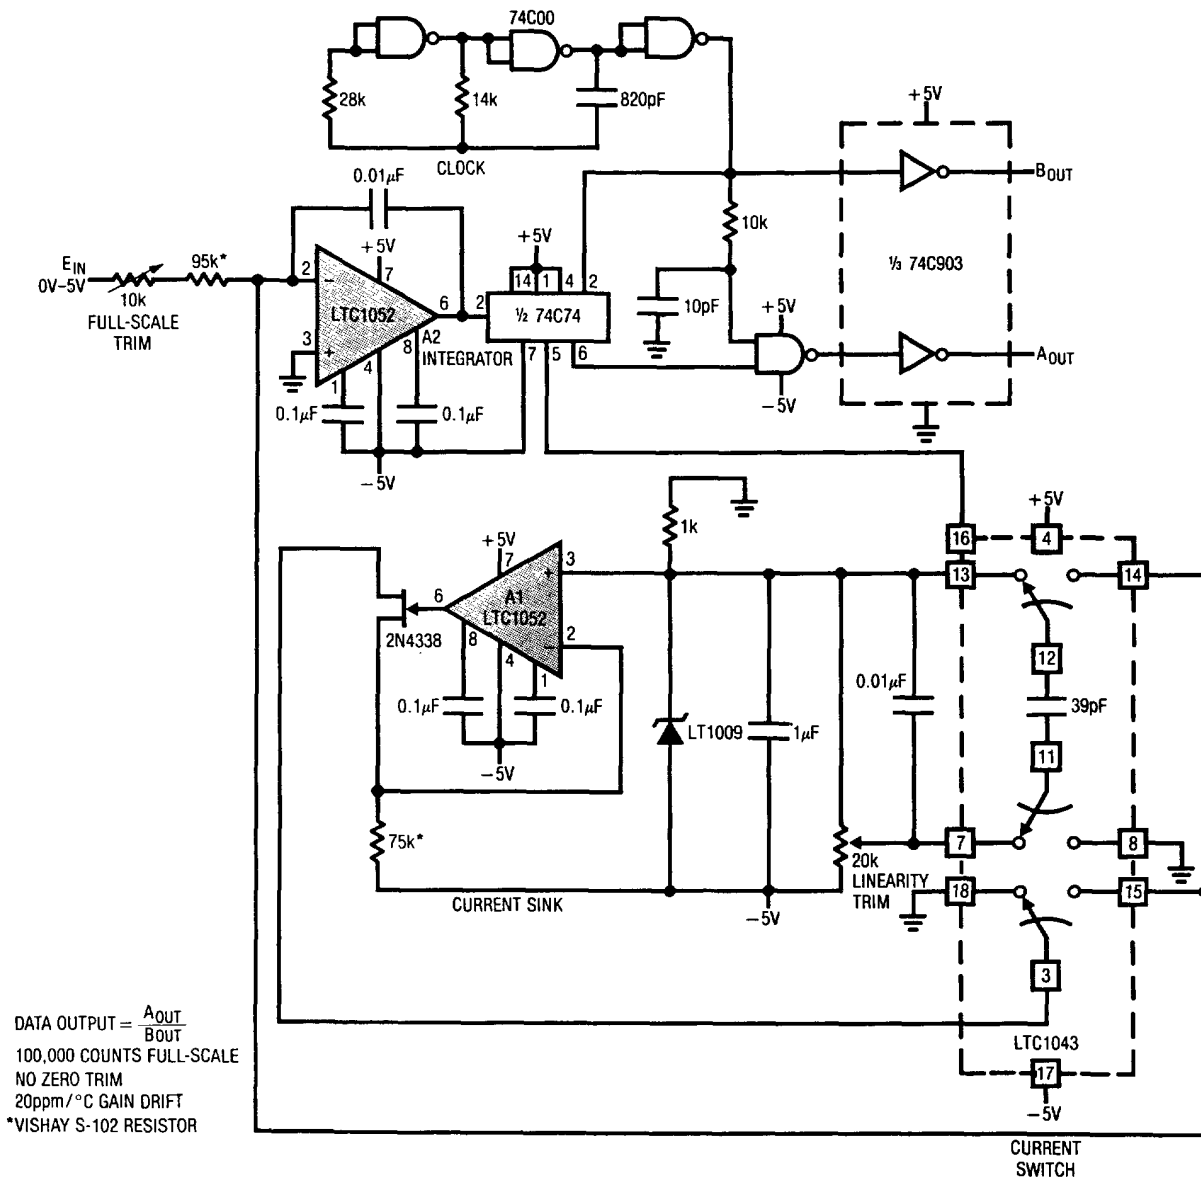 74C00
28k
14k
820pF
CLOCK
+5V
0.01µF
BOUT
10k
+5V
+5V
EIN
0V–5V
95k*
2
7
14 1 4 2
⅓ 74C903
10k
FULL-SCALE
TRIM
–
LTC1052
6
2
½ 74C74
10pF
+5V
3
+
A2
INTEGRATOR
8
7 5 6
AOUT
1
4
–5V
0.1µF
0.1µF
–5V
+5V
1k
16
4
+5V
7
3
13
14
6
+
A1
LTC1052
2N4338
2
–
12
8
4
1
0.01µF
39pF
0.1µF
0.1µF
LT1009
1µF
11
–5V
75k*
7
8
20k
LINEARITY
TRIM
18
15
CURRENT SINK
–5V
3
DATA OUTPUT = AOUT
BOUT
100,000 COUNTS FULL-SCALE
NO ZERO TRIM
20ppm/°C GAIN DRIFT
*VISHAY S-102 RESISTOR
LTC1043
17
–5V
CURRENT
SWITCH